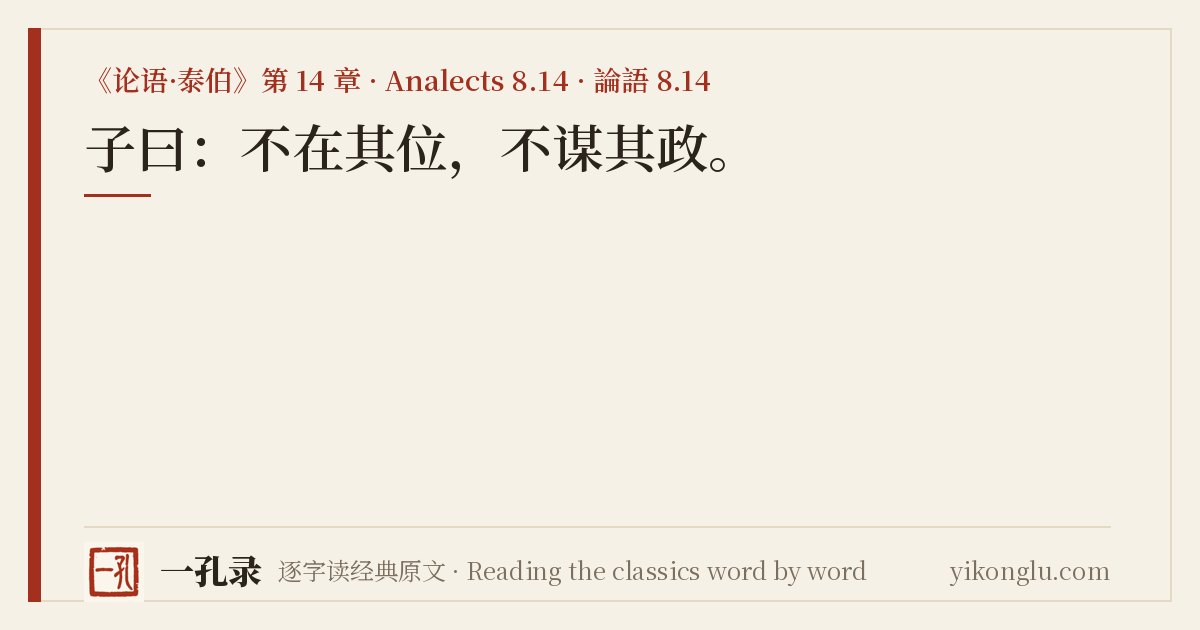 《论语·泰伯》第 14 章 · Analects 8.14 · 論語 8.14
子曰：不在其位，不谋其政。
一孔
一孔录 逐字读经典原文 · Reading the classics word by word yikonglu.com